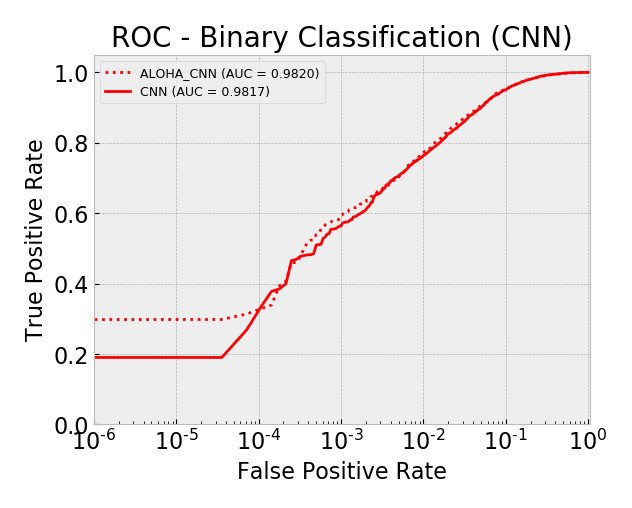 ROC - Binary Classification (CNN)
ALOHA_CNN (AUC = 0.9820)
CNN (AUC = 0.9817)
True Positive Rate
1.0
0.8
0.6
0.4
0.2
0.0
10^-6 10^-5 10^-4 10^-3 10^-2 10^-1 10^0
False Positive Rate